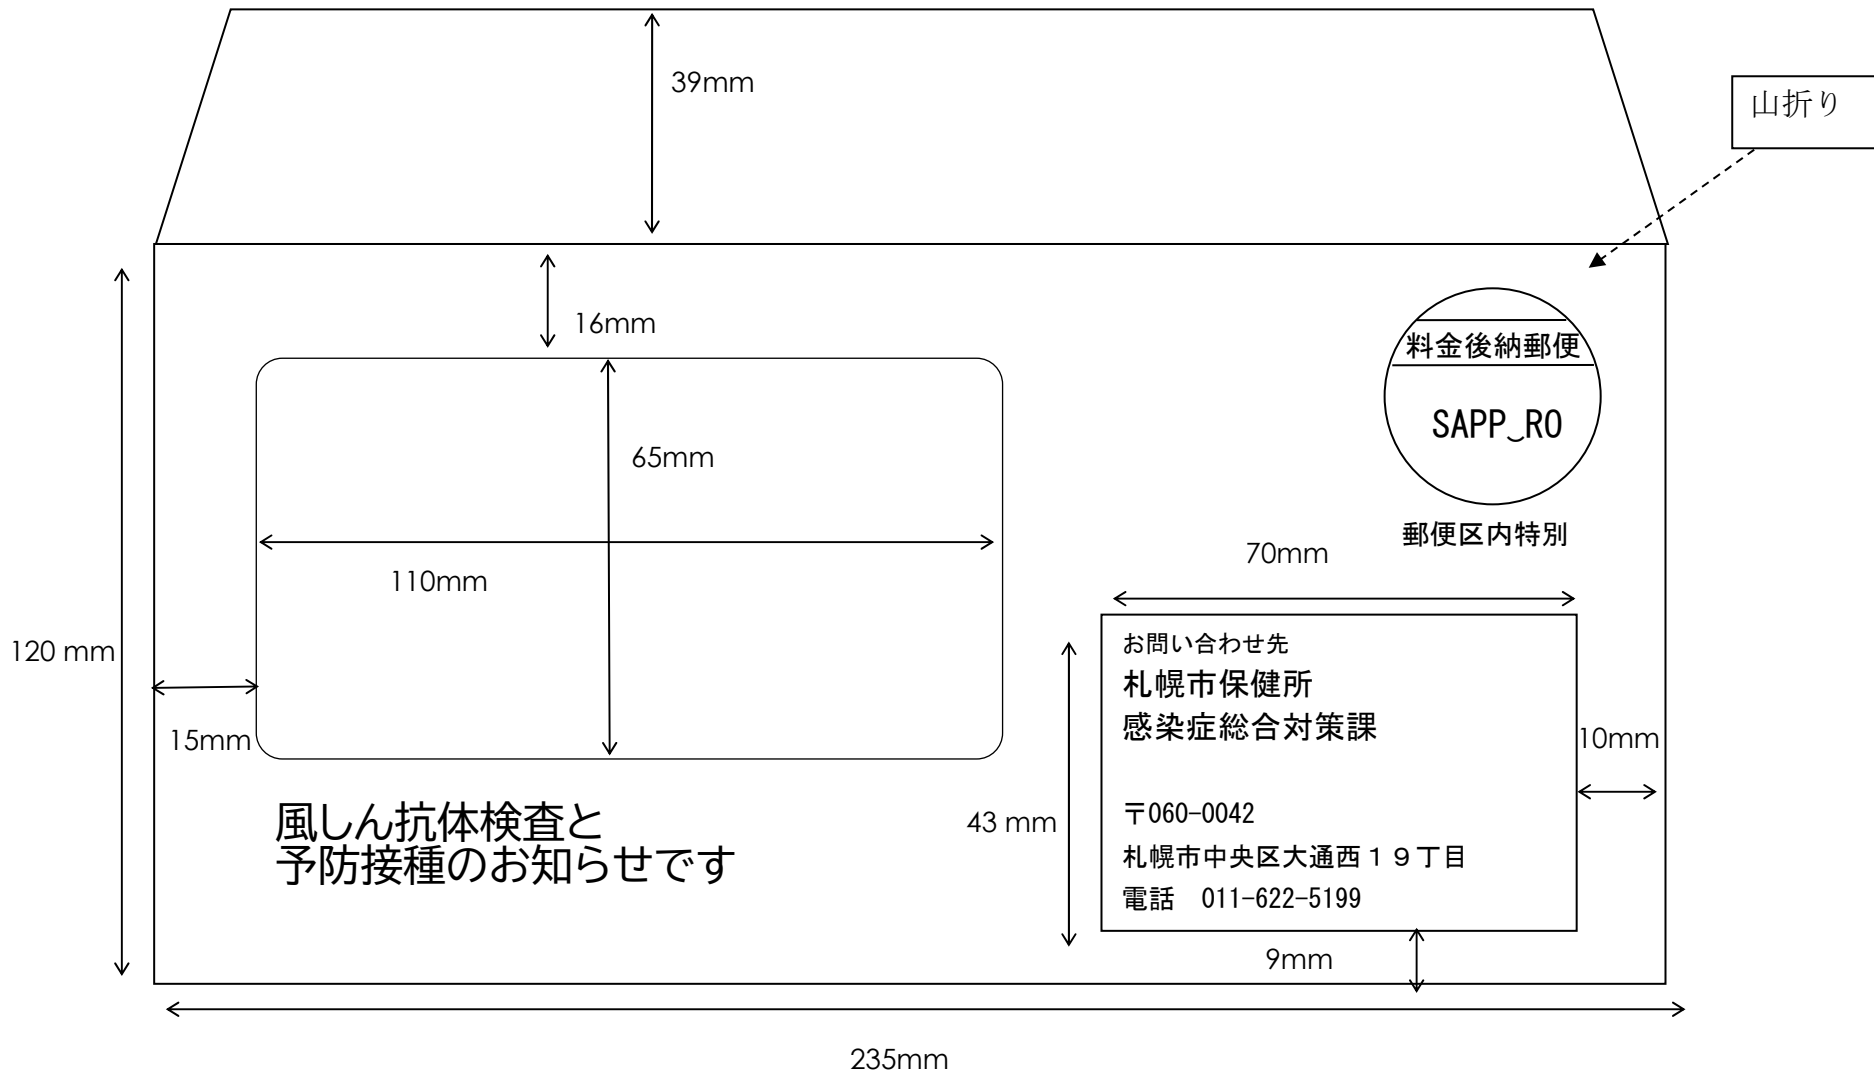 39mm
山折り
16mm
料金後納郵便
SAPP‿RO
65mm
郵便区内特別
70mm
110mm
120 mm
お問い合わせ先
札幌市保健所
感染症総合対策課
15mm
10mm
〒060-0042
43 mm
風しん抗体検査と
予防接種のお知らせです
札幌市中央区大通西１９丁目
電話　011-622-5199
9mm
235mm